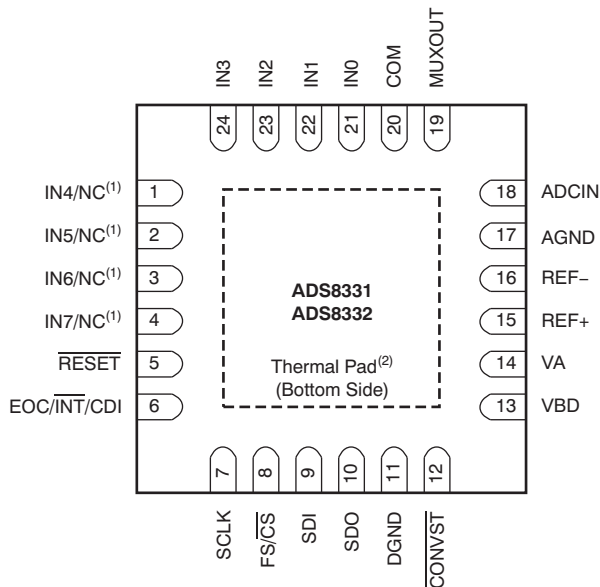 IN3
IN2
IN1
IN0
COM
MUXOUT
24
23
22
21
20
19
IN4/NC(1) 1
IN5/NC(1) 2
IN6/NC(1) 3
IN7/NC(1) 4
RESET 5
EOC/INT/CDI 6
18 ADCIN
17 AGND
16 REF−
15 REF+
14 VA
13 VBD
ADS8331
ADS8332
Thermal Pad(2)
(Bottom Side)
7
8
9
10
11
12
SCLK
FS/CS
SDI
SDO
DGND
CONVST